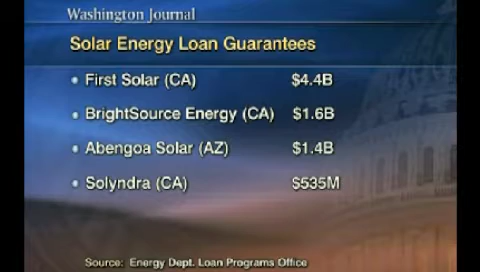 Washington Journal
Solar Energy Loan Guarantees
• First Solar (CA) $4.4B
• BrightSource Energy (CA) $1.6B
• Abengoa Solar (AZ) $1.4B
• Solyndra (CA) $535M
Source: Energy Dept. Loan Programs Office